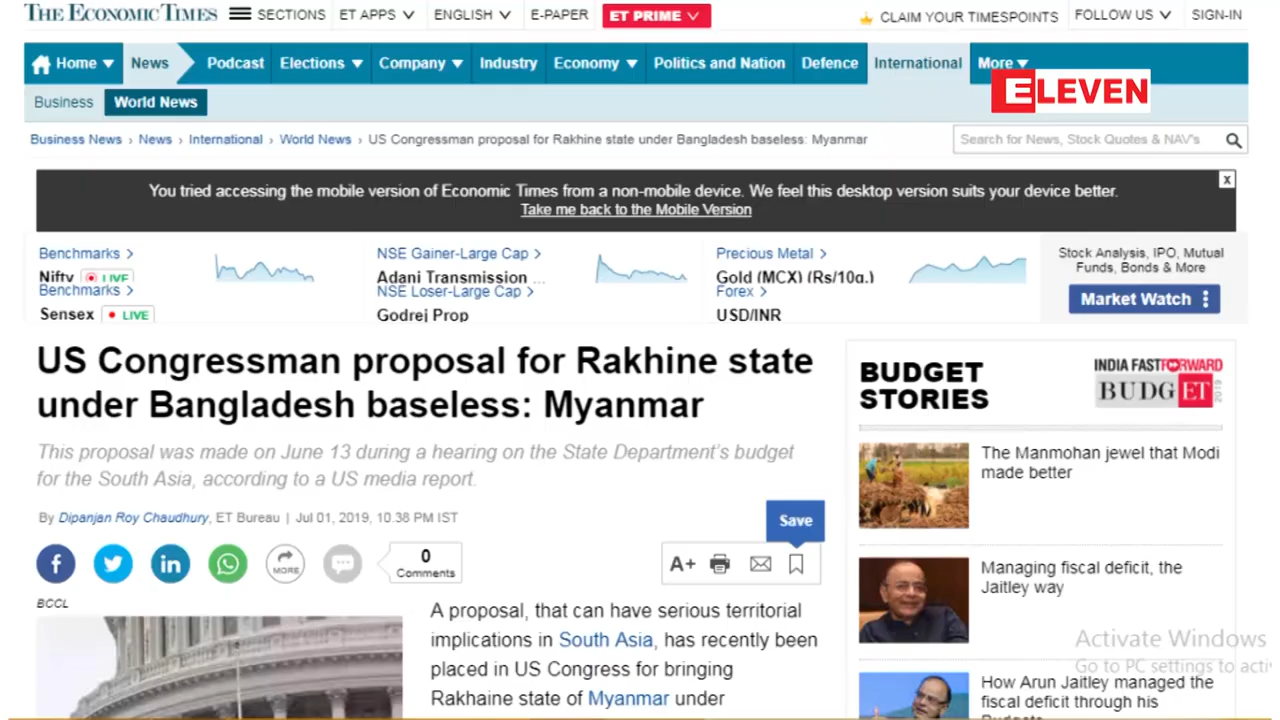 THE ECONOMIC TIMES SECTIONS ET APPS ENGLISH E-PAPER ET PRIME CLAIM YOUR TIMESPOINTS FOLLOW US SIGN-IN
Home News Podcast Elections Company Industry Economy Politics and Nation Defence International More
ELEVEN
Business World News
Business News › News › International › World News › US Congressman proposal for Rakhine state under Bangladesh baseless: Myanmar
Search for News, Stock Quotes & NAV's
You tried accessing the mobile version of Economic Times from a non-mobile device. We feel this desktop version suits your device better.
x
Take me back to the Mobile Version
Benchmarks >
Nifty LIVE
Benchmarks >
Sensex LIVE
NSE Gainer-Large Cap >
Adani Transmission ...
NSE Loser-Large Cap >
Godrej Prop
Precious Metal >
Gold (MCX) (Rs/10g.)
Forex >
USD/INR
Stock Analysis, IPO, Mutual
Funds, Bonds & More
Market Watch
US Congressman proposal for Rakhine state
under Bangladesh baseless: Myanmar
This proposal was made on June 13 during a hearing on the State Department's budget
for the South Asia, according to a US media report.
By Dipanjan Roy Chaudhury, ET Bureau | Jul 01, 2019, 10.38 PM IST
Save
f in MORE
0
Comments
A+
BCCL
A proposal, that can have serious territorial
implications in South Asia, has recently been
placed in US Congress for bringing
Rakhaine state of Myanmar under
BUDGET
STORIES
INDIA FASTFORWARD
BUDGET 2019
The Manmohan jewel that Modi
made better
Managing fiscal deficit, the
Jaitley way
How Arun Jaitley managed the
fiscal deficit through his
Activate Windows
Go to PC settings to acti